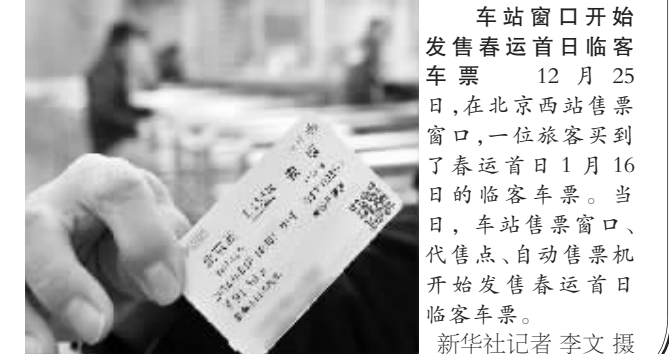 车站窗口开始
发售春运首日临客
车票 12 月 25
日,在北京西站售票
窗口,一位旅客买到
了春运首日 1 月 16
日的临客车票。当
日,车站售票窗口、
代售点、自动售票机
开始发售春运首日
临客车票。
新华社记者 李文 摄